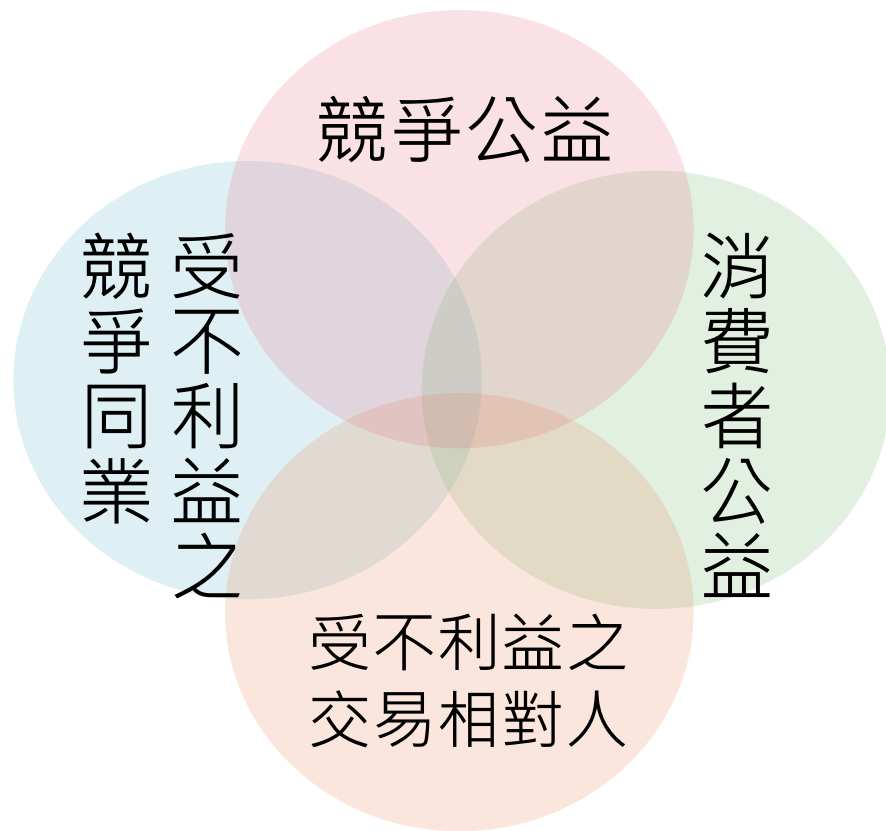 競爭公益
受不利益之
競爭同業
消費者公益
受不利益之
交易相對人